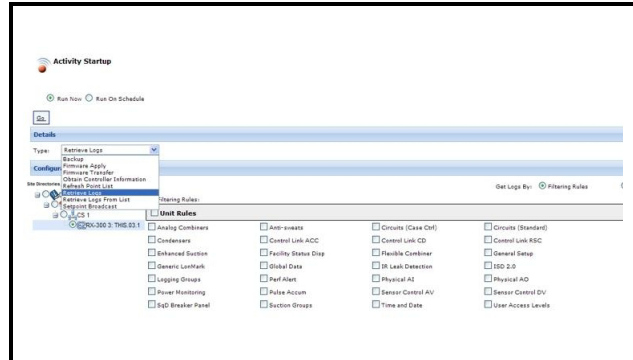 Activity Startup
Run Now Run On Schedule
Go
Details
Type: Retrieve Logs
Backup
Firmware Apply
Firmware Transfer
Obtain Controller Information
Refresh Point List
Retrieve Logs
Retrieve Logs From List
Setpoint Broadcast
Configur
Site Directories
Get Logs By: Filtering Rules
Filtering Rules:
CS 1
RX-300 3: THIS.03.1
Unit Rules
Analog Combiners Anti-sweats Circuits (Case Ctrl) Circuits (Standard)
Condensers Control Link ACC Control Link CD Control Link RSC
Enhanced Suction Facility Status Disp Flexible Combiner General Setup
Generic LonMark Global Data IR Leak Detection ISD 2.0
Logging Groups Perf Alert Physical AI Physical AO
Power Monitoring Pulse Accum Sensor Control AV Sensor Control DV
SqD Breaker Panel Suction Groups Time and Date User Access Levels